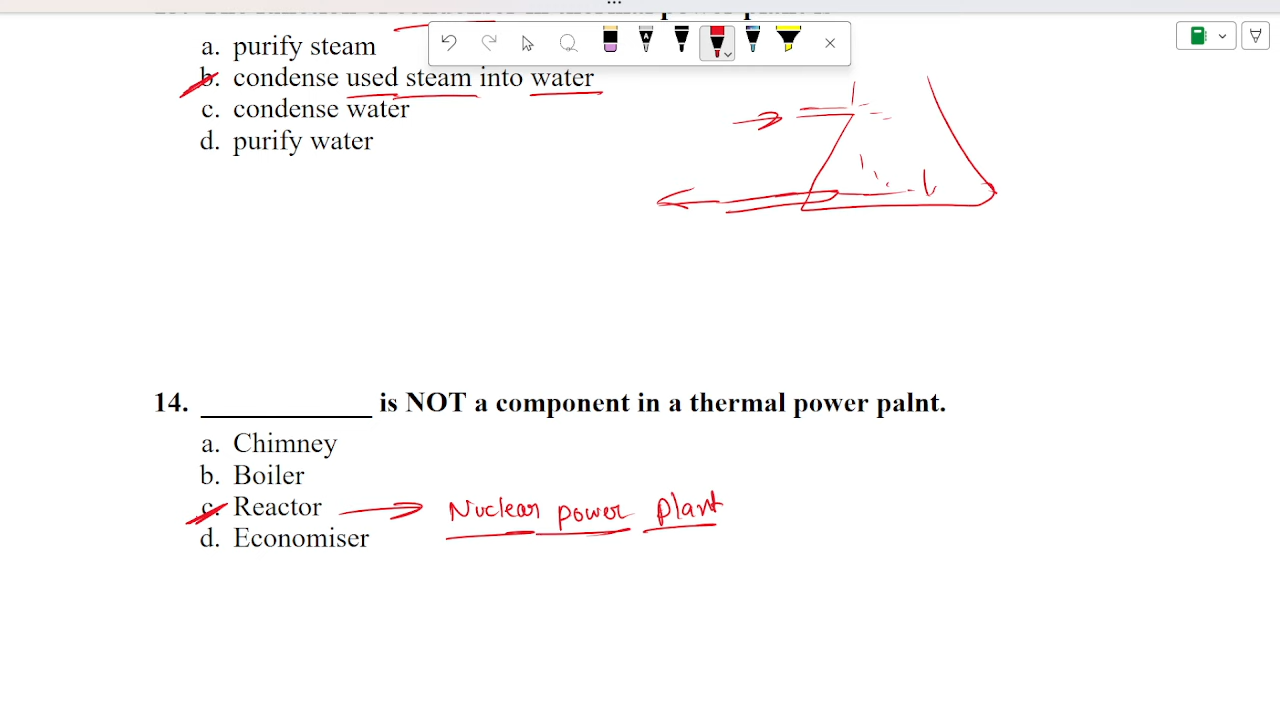 a. purify steam
b. condense used steam into water
c. condense water
d. purify water
14. ____________ is NOT a component in a thermal power palnt.
a. Chimney
b. Boiler
c. Reactor → Nuclear power plant
d. Economiser